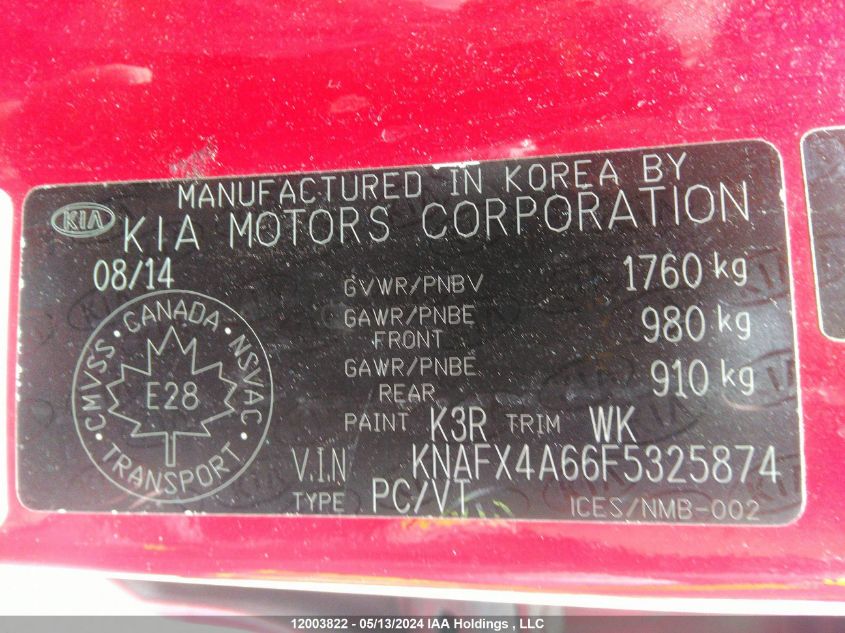 MANUFACTURED IN KOREA BY
KIA KIA MOTORS CORPORATION
08/14
GVWR/PNBV 1760 kg
GAWR/PNBE FRONT 980 kg
GAWR/PNBE REAR 910 kg
PAINT K3R TRIM WK
V.I.N KNAFX4A66F5325874
TYPE PC/VT ICES/NMB-002
CANADA · NSVAC · TRANSPORT · CMVSS ·
E28
12003822 - 05/13/2024 IAA Holdings , LLC